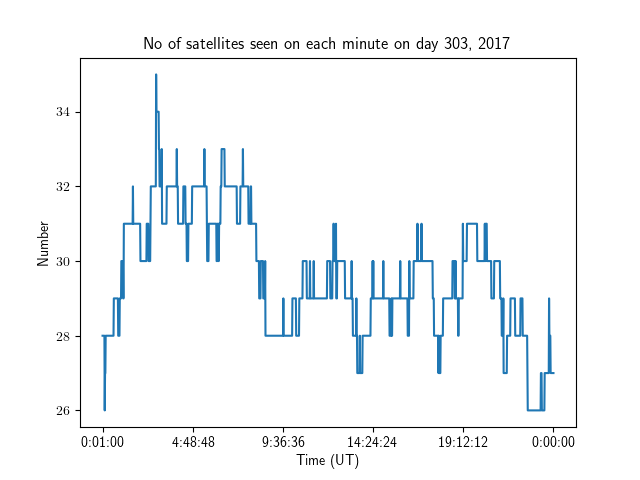 No of satellites seen on each minute on day 303, 2017
34
32
30
28
26
Number
0:01:00 4:48:48 9:36:36 14:24:24 19:12:12 0:00:00
Time (UT)